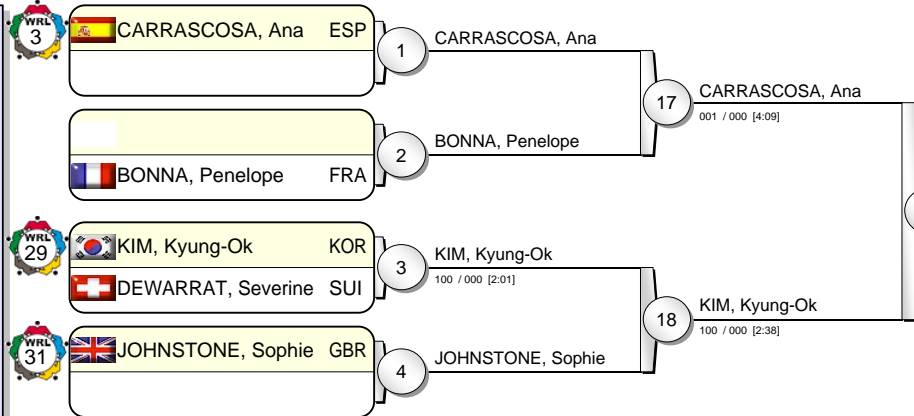 WRL
3
CARRASCOSA, Ana ESP
1
CARRASCOSA, Ana
17
CARRASCOSA, Ana
001 / 000 [4:09]
2
BONNA, Penelope
BONNA, Penelope FRA
WRL
29
KIM, Kyung-Ok KOR
3
KIM, Kyung-Ok
100 / 000 [2:01]
DEWARRAT, Severine SUI
18
KIM, Kyung-Ok
100 / 000 [2:38]
WRL
31
JOHNSTONE, Sophie GBR
4
JOHNSTONE, Sophie